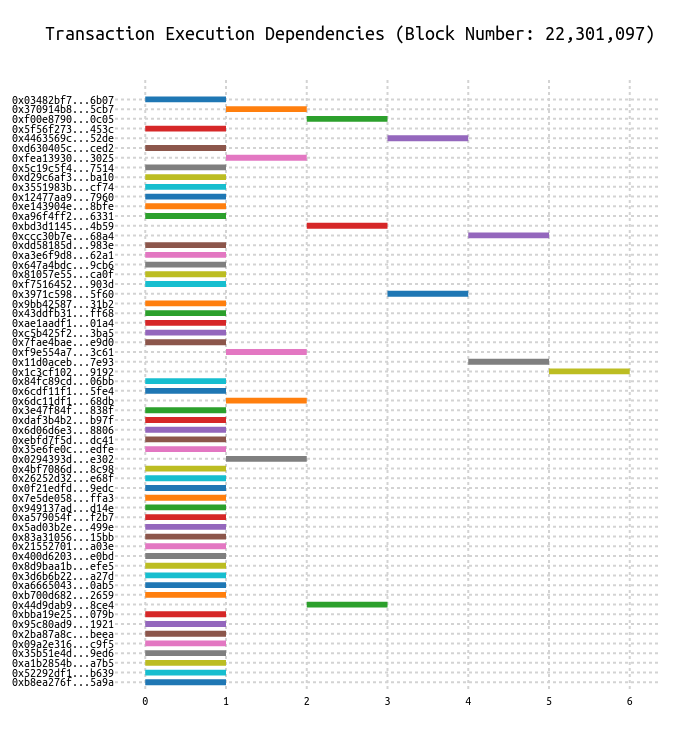 Transaction Execution Dependencies (Block Number: 22,301,097)
0x03482bf7...6b07
0x370914b8...5cb7
0xf00e8790...0c05
0x5f56f273...453c
0x4463569c...52de
0xd630405c...ced2
0xfea13930...3025
0x5c19c5f4...7514
0xd29c6af3...ba10
0x3551983b...cf74
0x12477aa9...7960
0xe143904e...8bfe
0xa96f4ff2...6331
0xbd3d1145...4b59
0xccc30b7e...68a4
0xdd58185d...983e
0xa3e6f9d8...62a1
0x647a4bdc...9cb6
0x81057e55...ca0f
0xf7516452...903d
0x3971c598...5f60
0x9bb42587...31b2
0x43ddfb31...ff68
0xae1aadf1...01a4
0xc5b425f2...3ba5
0x7fae4bae...e9d0
0xf9e554a7...3c61
0x11d0aceb...7e93
0x1c3cf102...9192
0x84fc89cd...06bb
0x6cdf11f1...5fe4
0x6dc11df1...68db
0x3e47f84f...838f
0xdaf3b4b2...b97f
0x6d06d6e3...8806
0xebfd7f5d...dc41
0x35e6fe0c...edfe
0x0294393d...e302
0x4bf7086d...8c98
0x26252d32...e68f
0x0f21edfd...9edc
0x7e5de058...ffa3
0x949137ad...d14e
0xa579054f...f2b7
0x5ad03b2e...499e
0x83a31056...15bb
0x21552701...a03e
0x400d6203...e0bd
0x8d9baa1b...efe5
0x3d6b6b22...a27d
0xa6665043...0ab5
0xb700d682...2659
0x44d9dab9...8ce4
0xbba19e25...079b
0x95c80ad9...1921
0x2ba87a8c...beea
0x09a2e316...c9f5
0x35b51e4d...9ed6
0xa1b2854b...a7b5
0x52292df1...b639
0xb8ea276f...5a9a
0 1 2 3 4 5 6